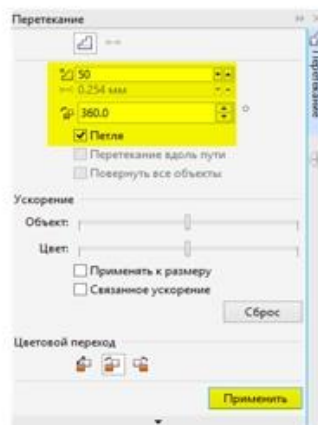 Перетекание
50
0.254 мм
360.0 °
Петля
Перетекание вдоль пути
Повернуть все объекты
Ускорение
Объект:
Цвет:
Применять к размеру
Связанное ускорение
Сброс
Цветовой переход
Применить
Перетекание